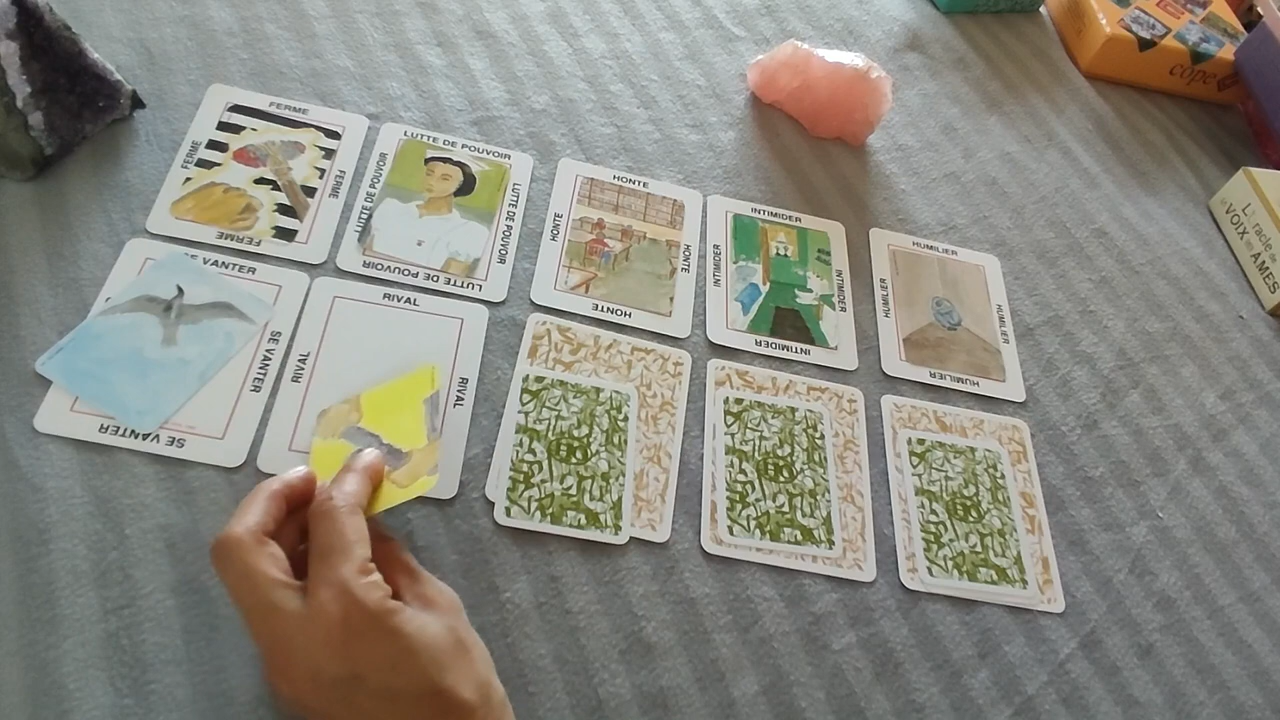 FERME
FERME
FERME
FERME
LUTTE DE POUVOIR
LUTTE DE POUVOIR
LUTTE DE POUVOIR
LUTTE DE POUVOIR
HONTE
HONTE
HONTE
HONTE
INTIMIDER
INTIMIDER
INTIMIDER
INTIMIDER
HUMILIER
HUMILIER
HUMILIER
HUMILIER
SE VANTER
SE VANTER
SE VANTER
RIVAL
RIVAL
RIVAL
cope
VOIX des
AMES